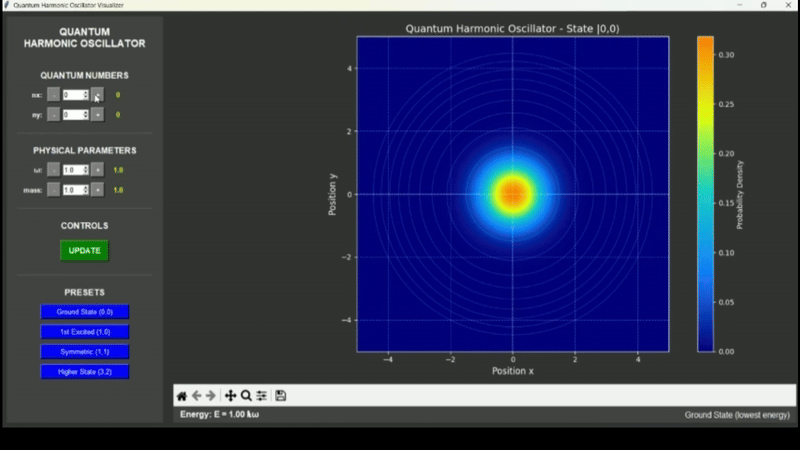 Quantum Harmonic Oscillator Visualizer
QUANTUM
HARMONIC OSCILLATOR
QUANTUM NUMBERS
nx: - 0 + 0
ny: - 0 + 0
PHYSICAL PARAMETERS
ω: - 1.0 + 1.0
mass: - 1.0 + 1.0
CONTROLS
UPDATE
PRESETS
Ground State (0,0)
1st Excited (1,0)
Symmetric (1,1)
Higher State (3,2)
Quantum Harmonic Oscillator - State |0,0⟩
4
2
0
−2
−4
Position y
−4 −2 0 2 4
Position x
0.30
0.25
0.20
0.15
0.10
0.05
0.00
Probability Density
Energy: E = 1.00 ħω
Ground State (lowest energy)